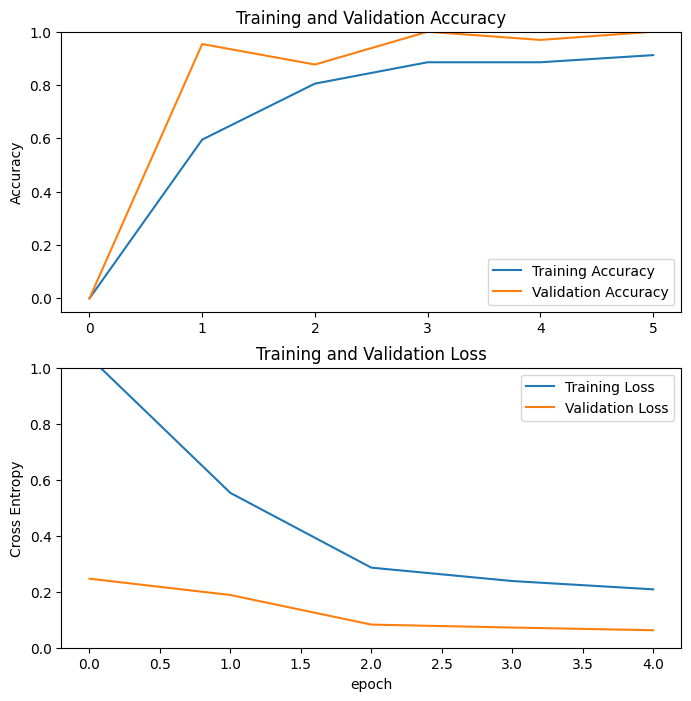 Training and Validation Accuracy
1.0
0.8
0.6
0.4
0.2
0.0
Accuracy
Training Accuracy
Validation Accuracy
0 1 2 3 4 5
Training and Validation Loss
1.0
0.8
0.6
0.4
0.2
0.0
Cross Entropy
Training Loss
Validation Loss
0.0 0.5 1.0 1.5 2.0 2.5 3.0 3.5 4.0
epoch